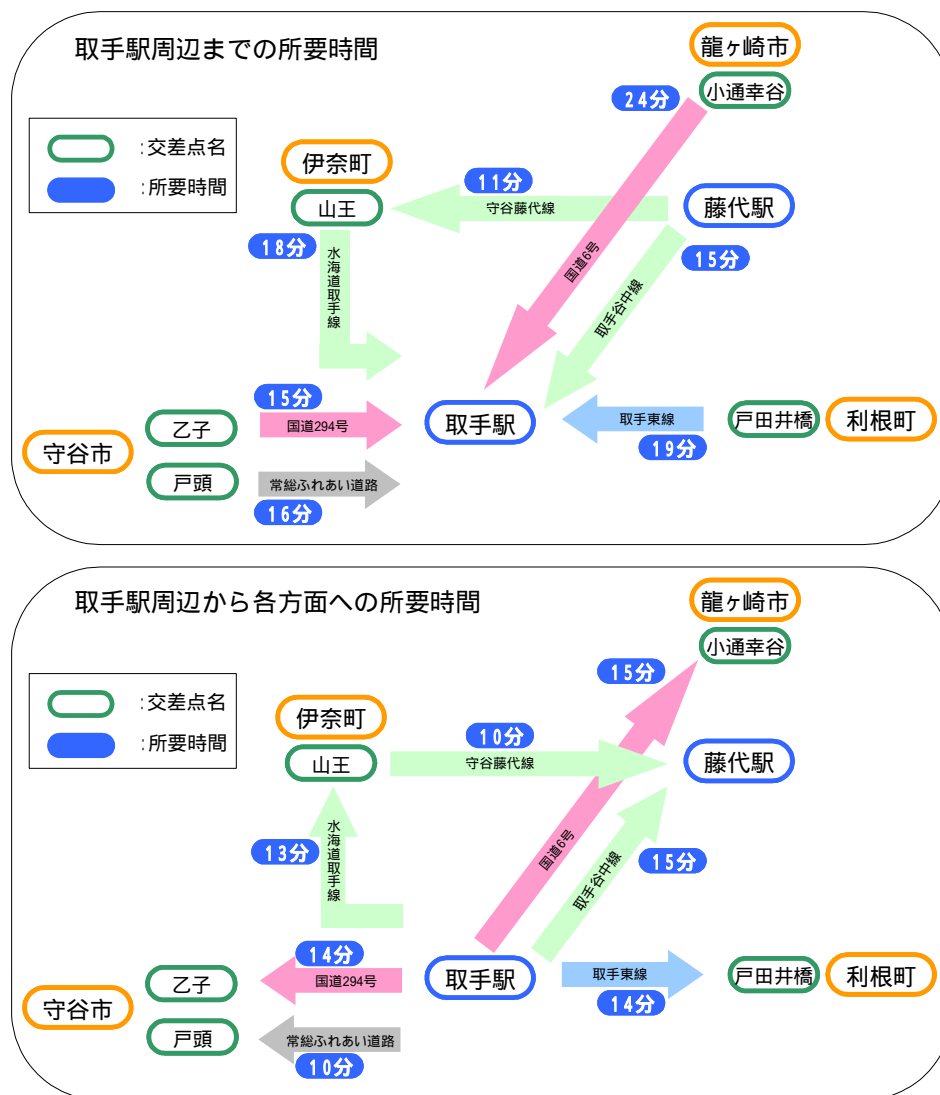 取手駅周辺までの所要時間
龍ヶ崎市
小通幸谷
24分
:交差点名
:所要時間
伊奈町
山王
11分
守谷藤代線
藤代駅
18分
水海道取手線
国道6号
15分
取手谷中線
15分
国道294号
乙子
守谷市
戸頭
常総ふれあい道路
16分
取手駅
取手東線
19分
戸田井橋
利根町
取手駅周辺から各方面への所要時間
龍ヶ崎市
小通幸谷
15分
:交差点名
:所要時間
伊奈町
山王
10分
守谷藤代線
藤代駅
13分
水海道取手線
国道6号
取手谷中線
15分
14分
国道294号
乙子
守谷市
戸頭
常総ふれあい道路
10分
取手駅
取手東線
14分
戸田井橋
利根町